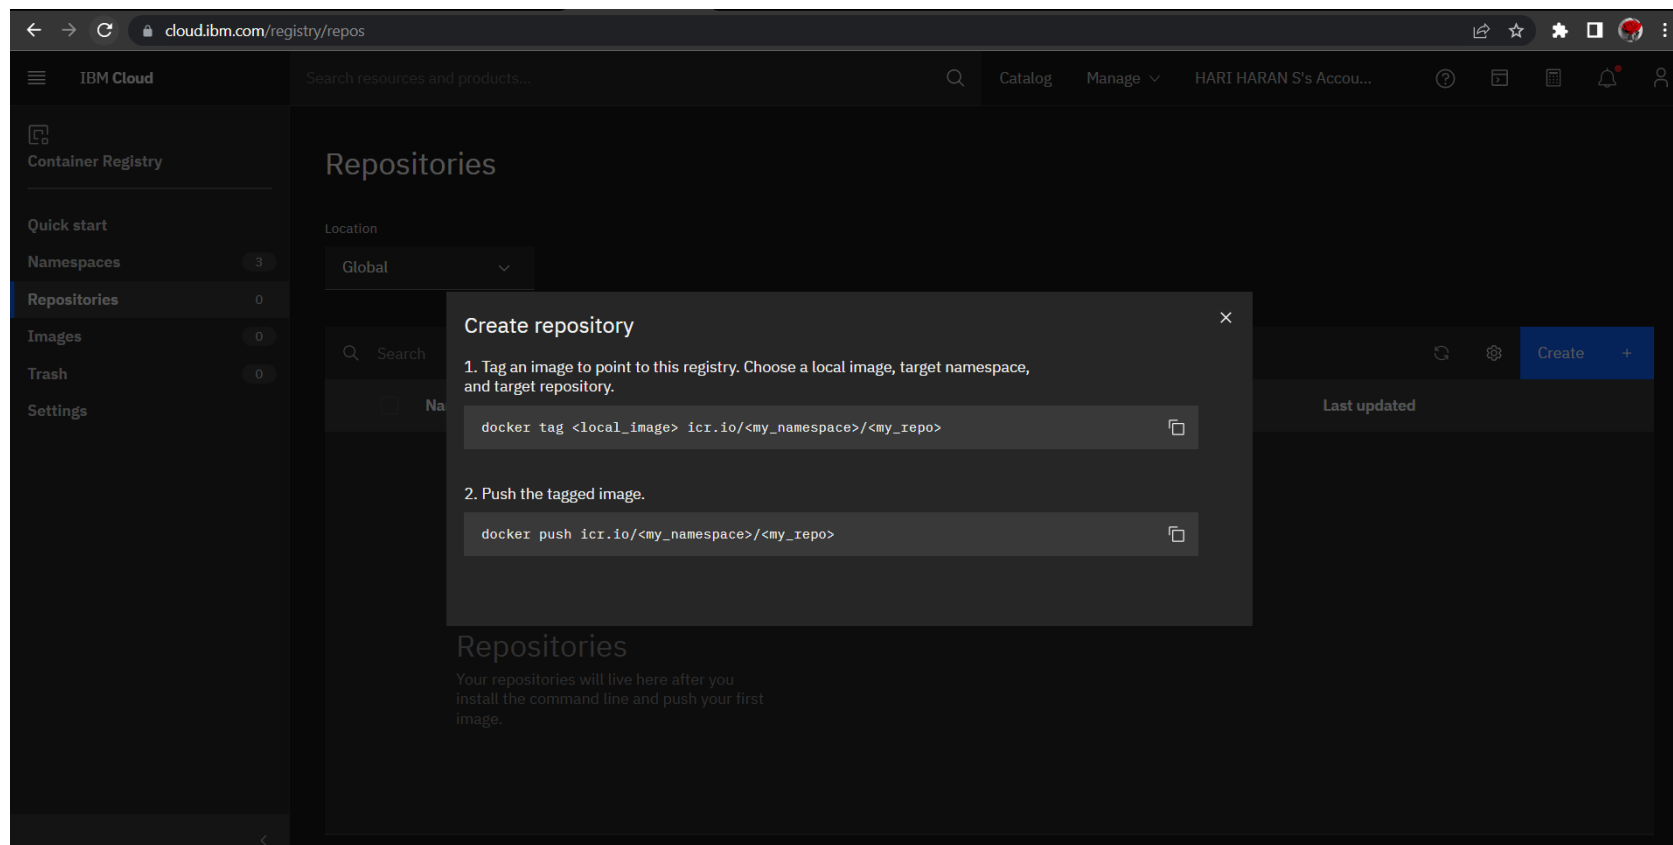 cloud.ibm.com/registry/repos
IBM Cloud
Search resources and products...
Catalog
Manage
HARI HARAN S's Accou...
Container Registry
Quick start
Namespaces 3
Repositories 0
Images 0
Trash 0
Settings
Repositories
Location
Global
Search
Create +
Na
Last updated
Create repository
1. Tag an image to point to this registry. Choose a local image, target namespace,
and target repository.
docker tag <local_image> icr.io/<my_namespace>/<my_repo>
2. Push the tagged image.
docker push icr.io/<my_namespace>/<my_repo>
Repositories
Your repositories will live here after you
install the command line and push your first
image.